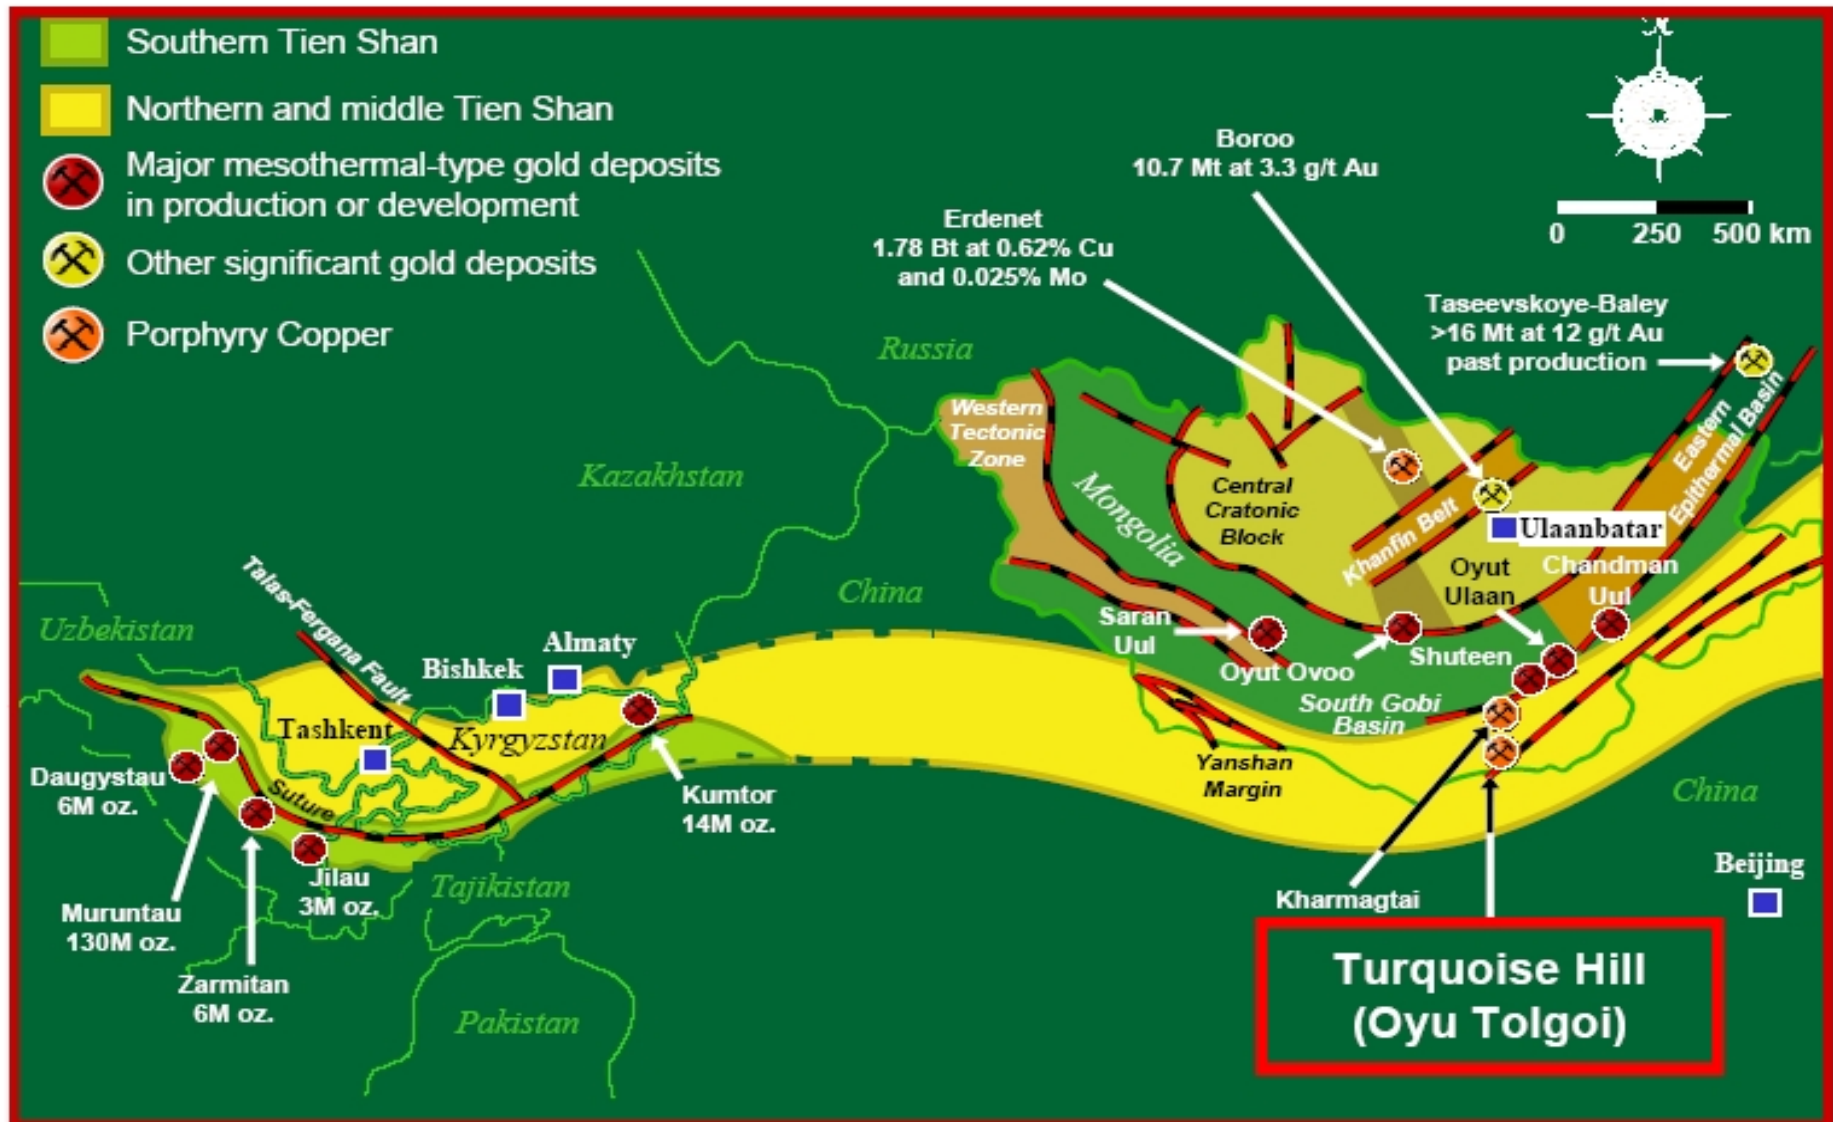 Southern Tien Shan
Northern and middle Tien Shan
Major mesothermal-type gold deposits
in production or development
Other significant gold deposits
Porphyry Copper
0 250 500 km
Boroo
10.7 Mt at 3.3 g/t Au
Erdenet
1.78 Bt at 0.62% Cu
and 0.025% Mo
Taseevskoye-Baley
>16 Mt at 12 g/t Au
past production
Russia
Kazakhstan
China
Uzbekistan
Western
Tectonic
Zone
Mongolia
Central
Cratonic
Block
Khanfin Belt
Eastern
Epithermal Basin
Ulaanbatar
Oyut
Ulaan
Chandman
Uul
Saran
Uul
Oyut Ovoo
Shuteen
South Gobi
Basin
Yanshan
Margin
Talas-Fergana Fault
Almaty
Bishkek
Tashkent
Kyrgyzstan
Suture
Daugystau
6M oz.
Muruntau
130M oz.
Zarmitan
6M oz.
Jilau
3M oz.
Kumtor
14M oz.
Tajikistan
Pakistan
China
Beijing
Kharmagtai
Turquoise Hill
(Oyu Tolgoi)